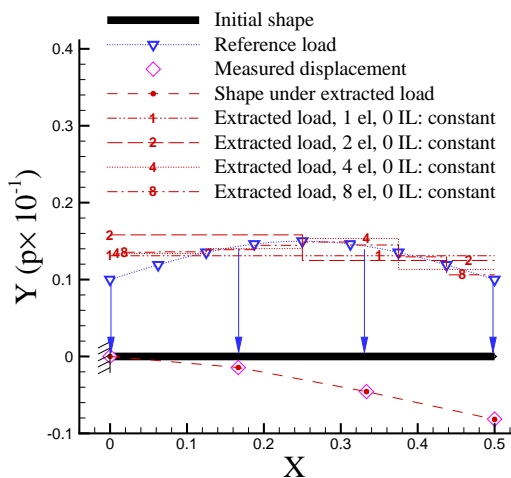 Initial shape
Reference load
Measured displacement
Shape under extracted load
1 Extracted load, 1 el, 0 IL: constant
2 Extracted load, 2 el, 0 IL: constant
4 Extracted load, 4 el, 0 IL: constant
8 Extracted load, 8 el, 0 IL: constant
0.4
0.3
0.2
0.1
0
-0.1
Y (p× 10⁻¹)
2
1 4 8
4
1
2
8
0 0.1 0.2 0.3 0.4 0.5
X